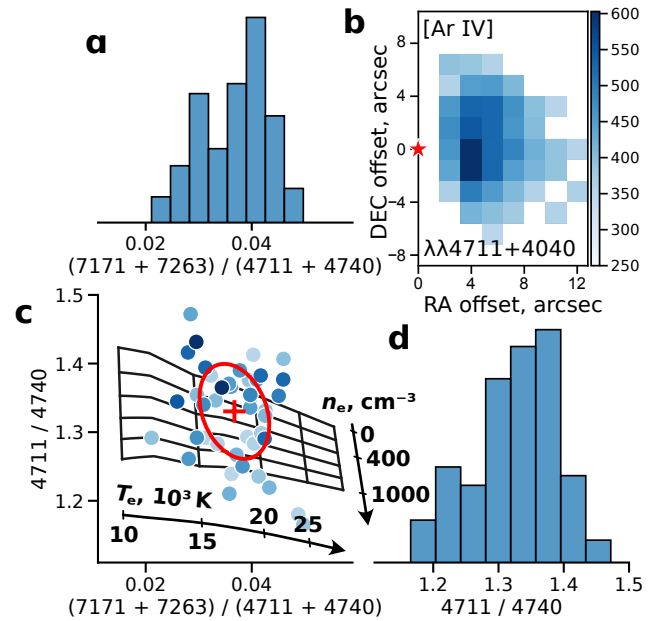 a
0.02 0.04
(7171 + 7263) / (4711 + 4740)
b
[Ar IV]
8
4
0
−4
−8
DEC offset, arcsec
λλ4711+4040
0 4 8 12
RA offset, arcsec
600
550
500
450
400
350
300
250
c
1.5
1.4
1.3
1.2
4711 / 4740
nₑ, cm⁻³
0
400
1000
Tₑ, 10³ K
10 15 20 25
0.02 0.04
(7171 + 7263) / (4711 + 4740)
d
1.2 1.3 1.4 1.5
4711 / 4740